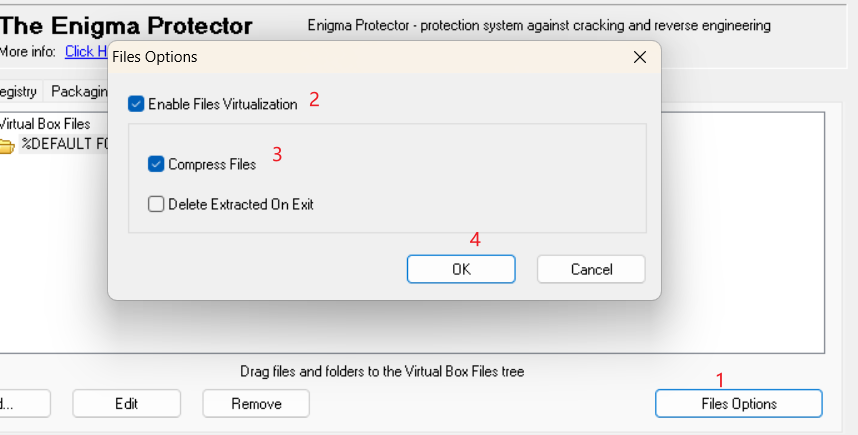 The Enigma Protector
Enigma Protector - protection system against cracking and reverse engineering
More info: Click H
Files Options
egistry Packagin
Enable Files Virtualization 2
Virtual Box Files
%DEFAULT FO
Compress Files 3
Delete Extracted On Exit
4
OK Cancel
Drag files and folders to the Virtual Box Files tree
1
d... Edit Remove Files Options